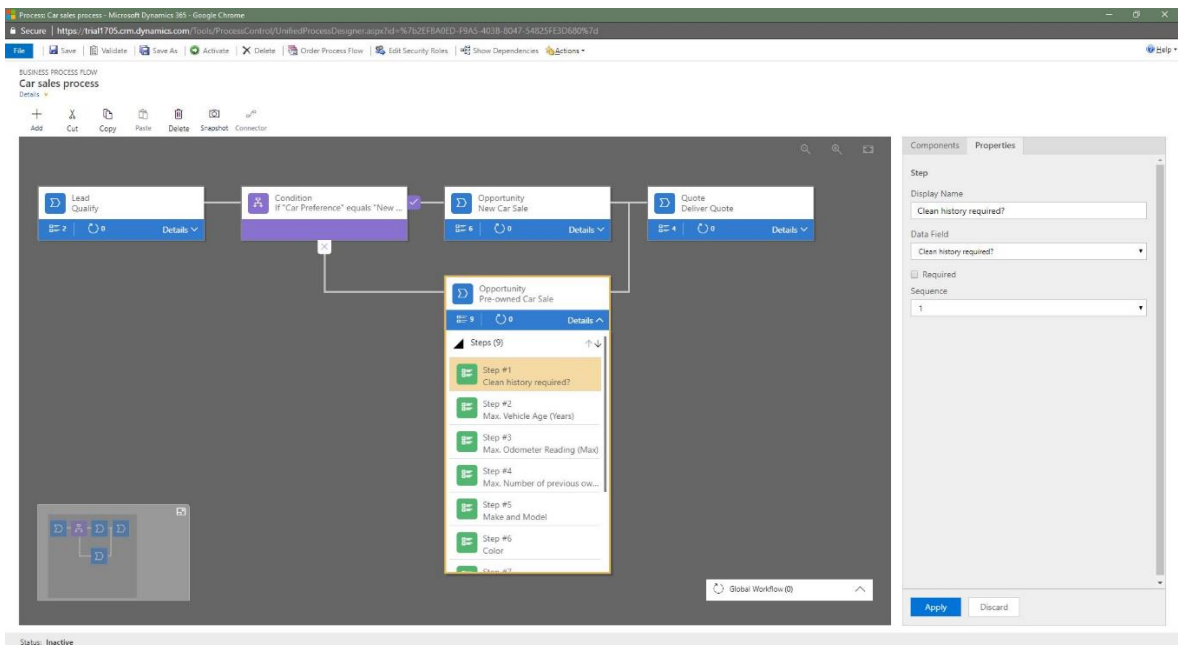 Process: Car sales process - Microsoft Dynamics 365 - Google Chrome
Secure | https://trial1705.crm.dynamics.com/Tools/ProcessControl/UnifiedProcessDesigner.aspx?id=%7b2EFBA0ED-F9A5-403B-8047-54825FE3D680%7d
File Save Validate Save As Activate Delete Order Process Flow Edit Security Roles Show Dependencies Actions Help
BUSINESS PROCESS FLOW
Car sales process
Details
Add Cut Copy Paste Delete Snapshot Connector
Components Properties
Lead
Qualify
2 0 Details
Condition
If "Car Preference" equals "New ...
Opportunity
New Car Sale
6 0 Details
Quote
Deliver Quote
4 0 Details
Opportunity
Pre-owned Car Sale
9 0 Details
Steps (9)
Step #1
Clean history required?
Step #2
Max. Vehicle Age (Years)
Step #3
Max. Odometer Reading (Max)
Step #4
Max. Number of previous ow...
Step #5
Make and Model
Step #6
Color
Step #7
Global Workflow (0)
Step
Display Name
Clean history required?
Data Field
Clean history required?
Required
Sequence
1
Apply Discard
Status: Inactive